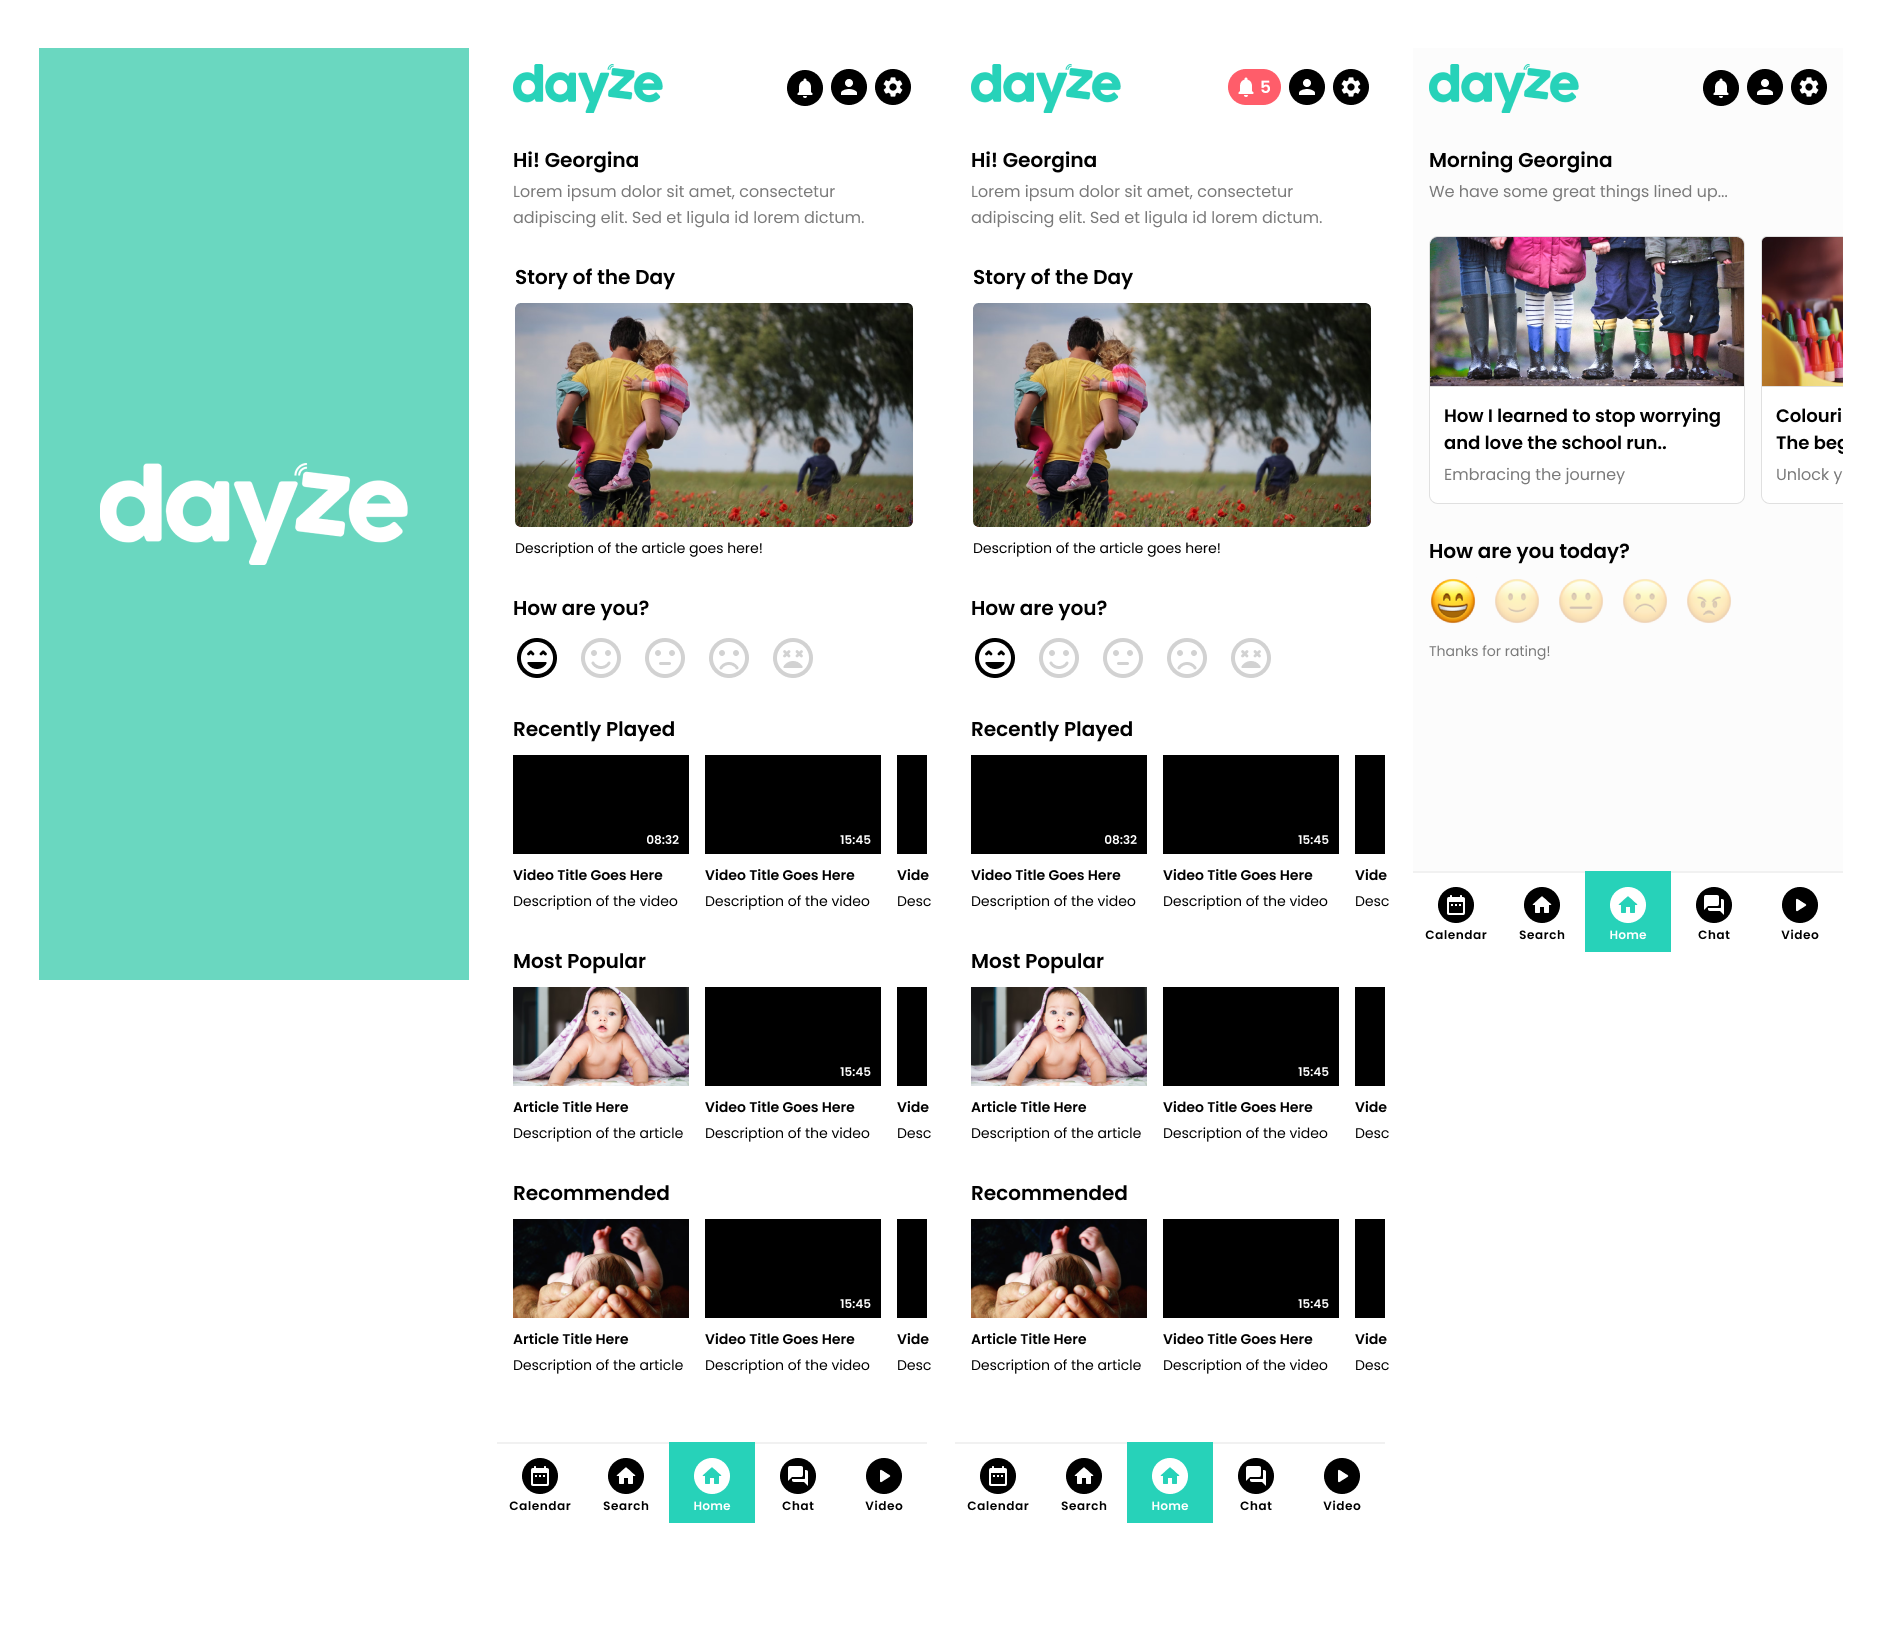 dayze
dayze
Hi! Georgina
Lorem ipsum dolor sit amet, consectetur
adipiscing elit. Sed et ligula id lorem dictum.
Story of the Day
Description of the article goes here!
How are you?
Recently Played
08:32
15:45
Video Title Goes Here
Video Title Goes Here
Vide
Description of the video
Description of the video
Desc
Most Popular
15:45
Article Title Here
Video Title Goes Here
Vide
Description of the article
Description of the video
Desc
Recommended
15:45
Article Title Here
Video Title Goes Here
Vide
Description of the article
Description of the video
Desc
Calendar
Search
Home
Chat
Video
dayze
5
Hi! Georgina
Lorem ipsum dolor sit amet, consectetur
adipiscing elit. Sed et ligula id lorem dictum.
Story of the Day
Description of the article goes here!
How are you?
Recently Played
08:32
15:45
Video Title Goes Here
Video Title Goes Here
Vide
Description of the video
Description of the video
Desc
Most Popular
15:45
Article Title Here
Video Title Goes Here
Vide
Description of the article
Description of the video
Desc
Recommended
15:45
Article Title Here
Video Title Goes Here
Vide
Description of the article
Description of the video
Desc
Calendar
Search
Home
Chat
Video
dayze
Morning Georgina
We have some great things lined up...
How I learned to stop worrying
and love the school run..
Embracing the journey
Colouri
The beg
Unlock y
How are you today?
Thanks for rating!
Calendar
Search
Home
Chat
Video